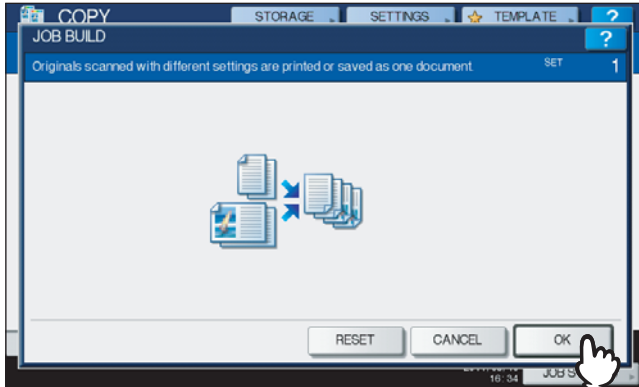 COPY STORAGE SETTINGS TEMPLATE ?
JOB BUILD ?
Originals scanned with different settings are printed or saved as one document. SET 1
RESET CANCEL OK
16:34 JOB S